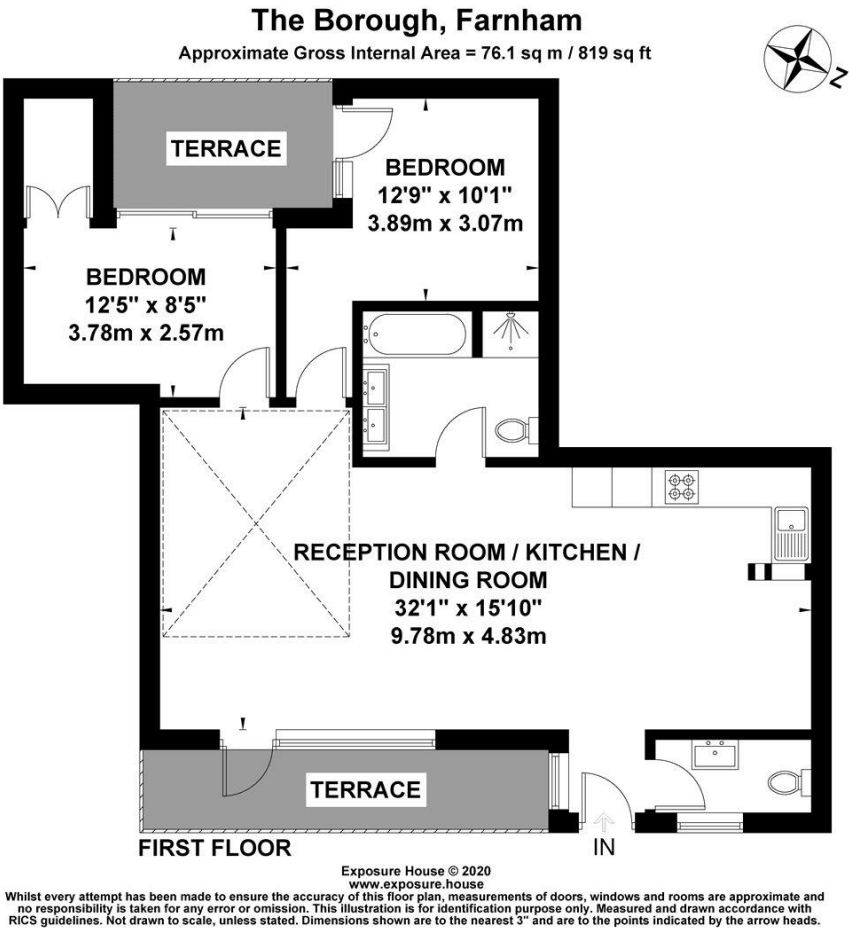 The Borough, Farnham
Approximate Gross Internal Area = 76.1 sq m / 819 sq ft
N
TERRACE
BEDROOM
12'9" x 10'1"
3.89m x 3.07m
BEDROOM
12'5" x 8'5"
3.78m x 2.57m
RECEPTION ROOM / KITCHEN /
DINING ROOM
32'1" x 15'10"
9.78m x 4.83m
TERRACE
IN
FIRST FLOOR
Exposure House © 2020
www.exposure.house
Whilst every attempt has been made to ensure the accuracy of this floor plan, measurements of doors, windows and rooms are approximate and
no responsibility is taken for any error or omission. This illustration is for identification purpose only. Measured and drawn accordance with
RICS guidelines. Not drawn to scale, unless stated. Dimensions shown are to the nearest 3" and are to the points indicated by the arrow heads.